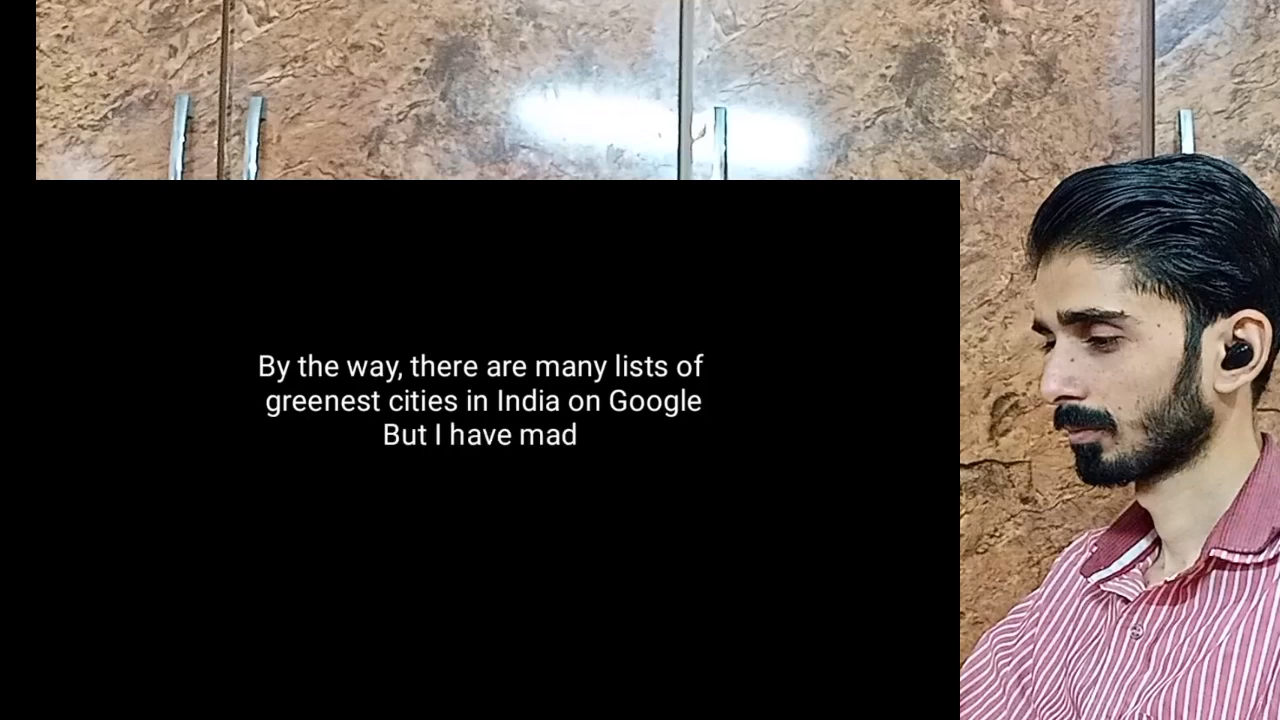 By the way, there are many lists of
greenest cities in India on Google
But I have mad